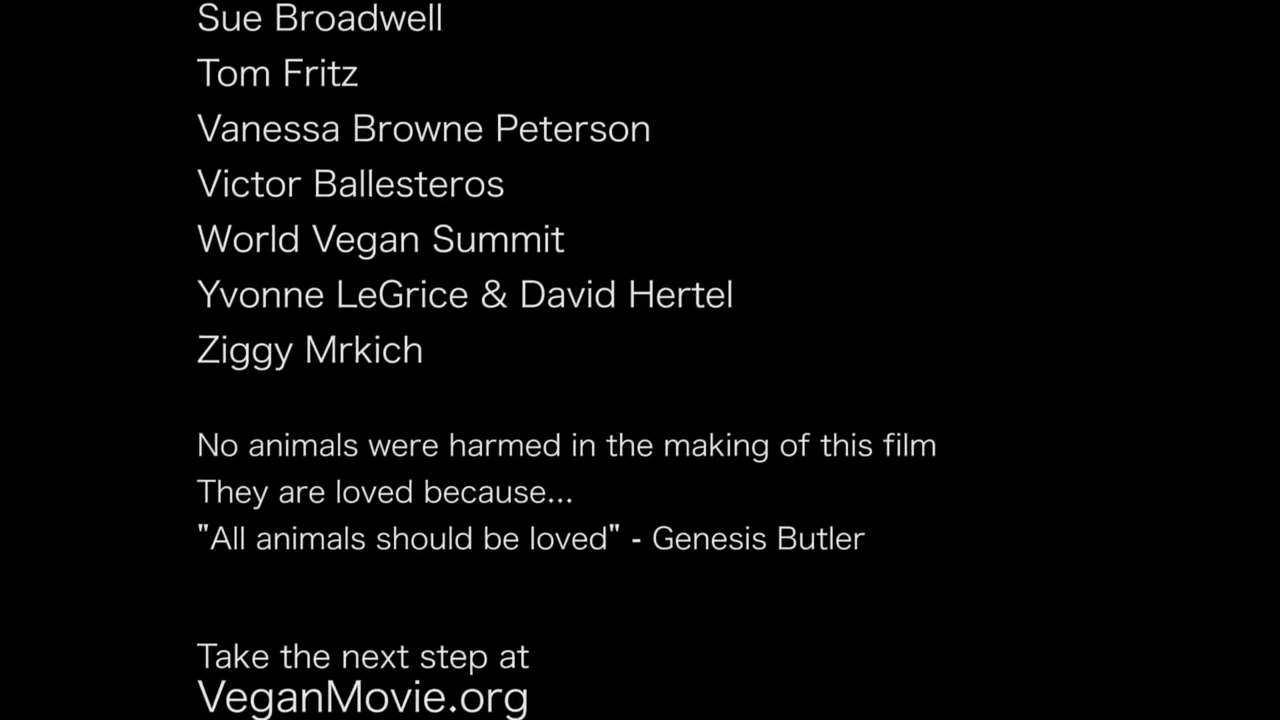 Sue Broadwell
Tom Fritz
Vanessa Browne Peterson
Victor Ballesteros
World Vegan Summit
Yvonne LeGrice & David Hertel
Ziggy Mrkich
No animals were harmed in the making of this film
They are loved because...
"All animals should be loved" - Genesis Butler
Take the next step at
VeganMovie.org